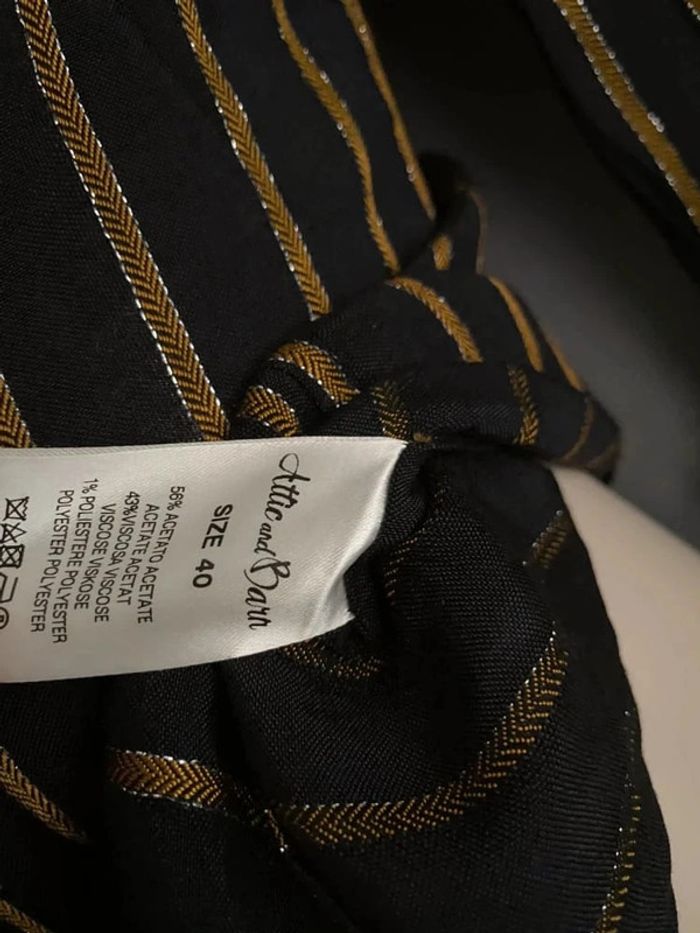 Attic and Barn
SIZE 40
56% ACETATO ACETATE
ACETATE ACETATE
43%VISCOSA ACETAT
VISCOSE VISCOSE
1% POLIESTERE VISKOSE
POLYESTER POLYESTER
POLYESTER